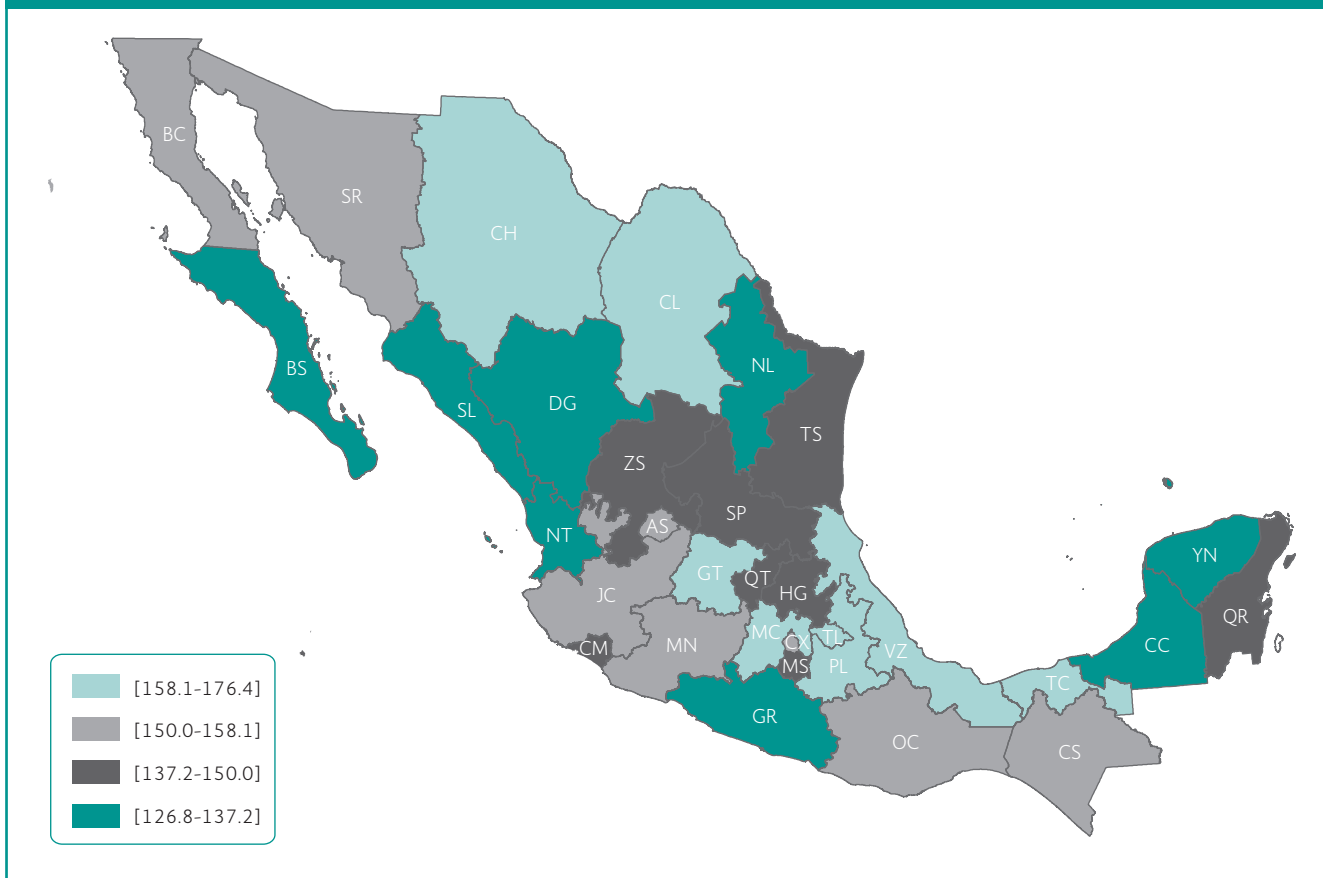 BC
SR
CH
CL
BS
NL
SL
DG
TS
ZS
SP
AS
NT
YN
GT
QT
HG
JC
QR
MC
CX
TL
CM
MN
CC
VZ
MS
PL
TC
GR
OC
CS
[158.1-176.4]
[150.0-158.1]
[137.2-150.0]
[126.8-137.2]